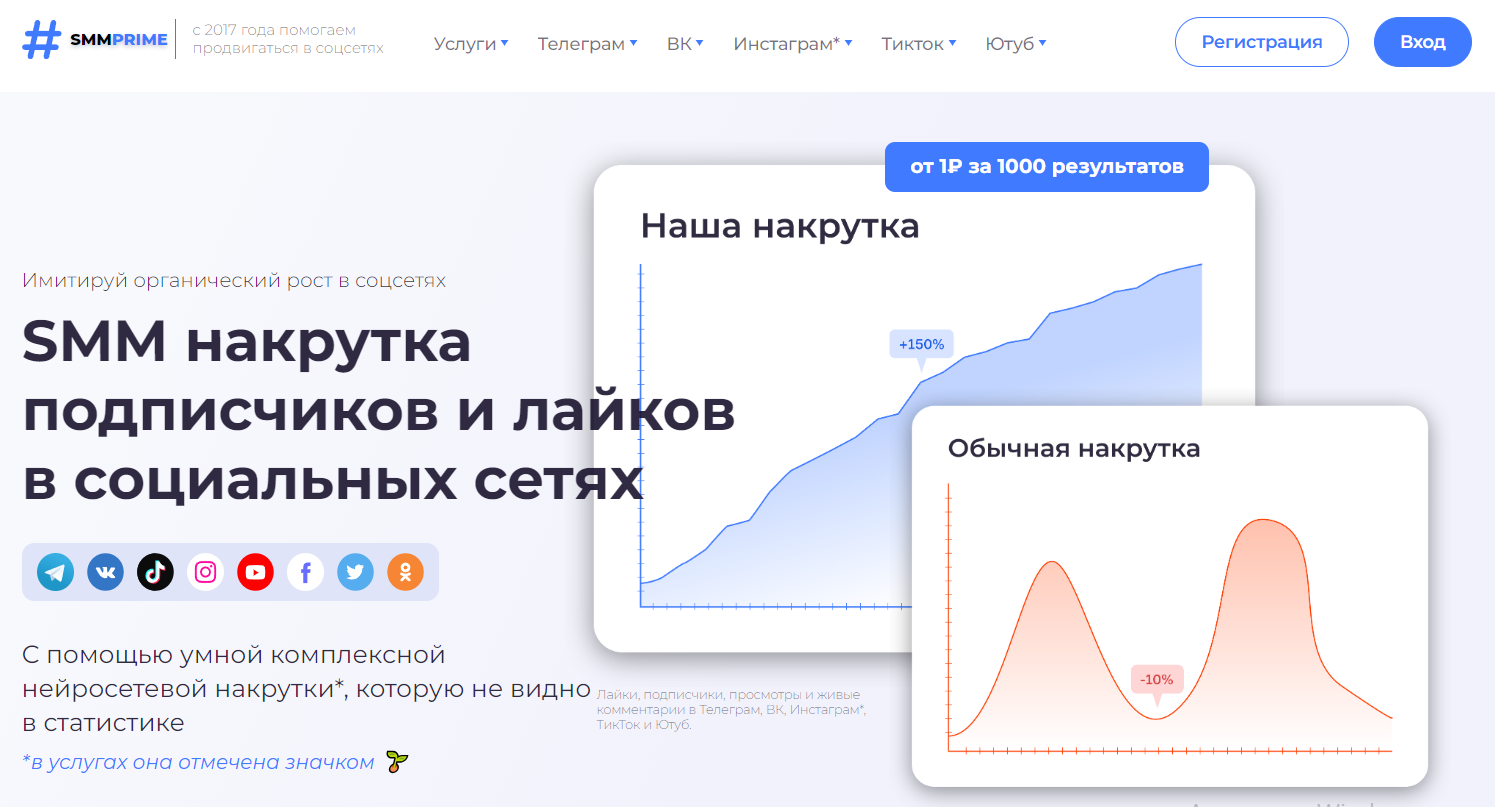 SMMPRIME
с 2017 года помогаем
продвигаться в соцсетях
Услуги
Телеграм
ВК
Инстаграм*
Тикток
Ютуб
Регистрация
Вход
от 1₽ за 1000 результатов
Наша накрутка
+150%
Имитируй органический рост в соцсетях
SMM накрутка
подписчиков и лайков
в социальных сетях
Обычная накрутка
-10%
С помощью умной комплексной
нейросетевой накрутки*, которую не видно
в статистике
*в услугах она отмечена значком
Лайки, подписчики, просмотры и живые
комментарии в Телеграм, ВК, Инстаграм*,
ТикТок и Ютуб.